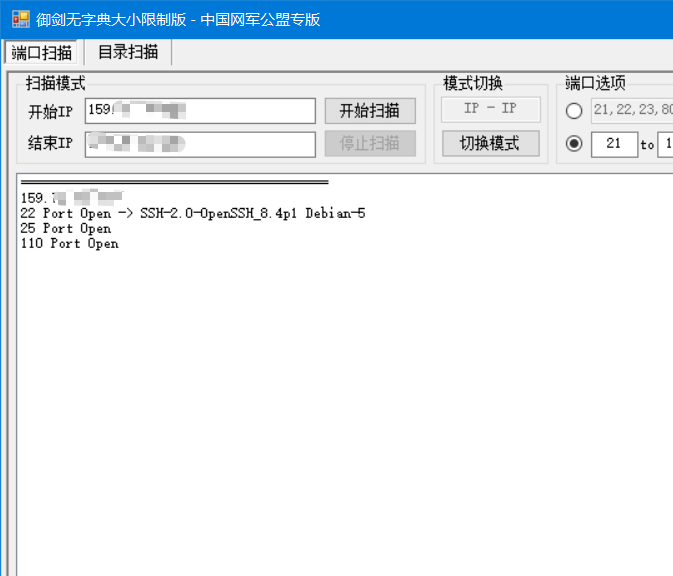 御剑无字典大小限制版 - 中国网军公盟专版
端口扫描 目录扫描
扫描模式 模式切换 端口选项
开始IP 159. 开始扫描 IP - IP 21,22,23,80
结束IP 停止扫描 切换模式 21 to 1
159.
22 Port Open -> SSH-2.0-OpenSSH_8.4p1 Debian-5
25 Port Open
110 Port Open